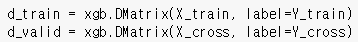 d_train = xgb.DMatrix(X_train, label=Y_train)
d_valid = xgb.DMatrix(X_cross, label=Y_cross)